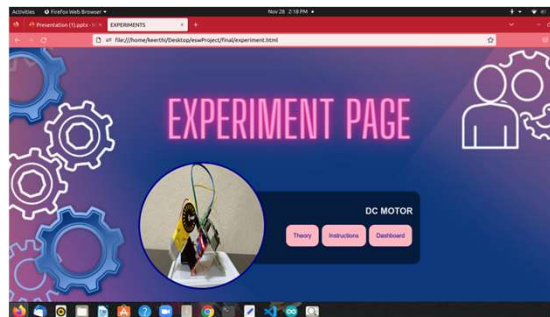 Activities Firefox Web Browser Nov 28 2:18 PM
Presentation (1).pptx - EXPERIMENTS
file:///home/keerthi/Desktop/eswProject/final/experiment.html
EXPERIMENT PAGE
DC MOTOR
Theory Instructions Dashboard